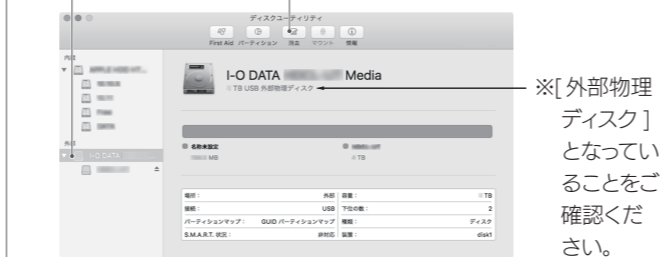 ディスクユーティリティ
First Aid パーティション 消去 マウント 情報
内蔵
I-O DATA Media
TB USB 外部物理ディスク
外部
I-O DATA
名称未設定
MB
4 TB
場所： 外部 容量： TB
接続： USB 下位の数： 2
パーティションマップ： GUID パーティションマップ 種類： ディスク
S.M.A.R.T. 状況： 非対応 装置： disk1
※[ 外部物理
ディスク ]
となってい
ることをご
確認くだ
さい。